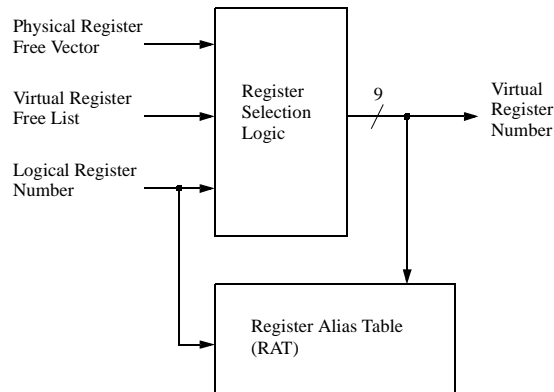 Physical Register
Free Vector
Virtual Register
Free List
Logical Register
Number
Register
Selection
Logic
9
Virtual
Register
Number
Register Alias Table
(RAT)